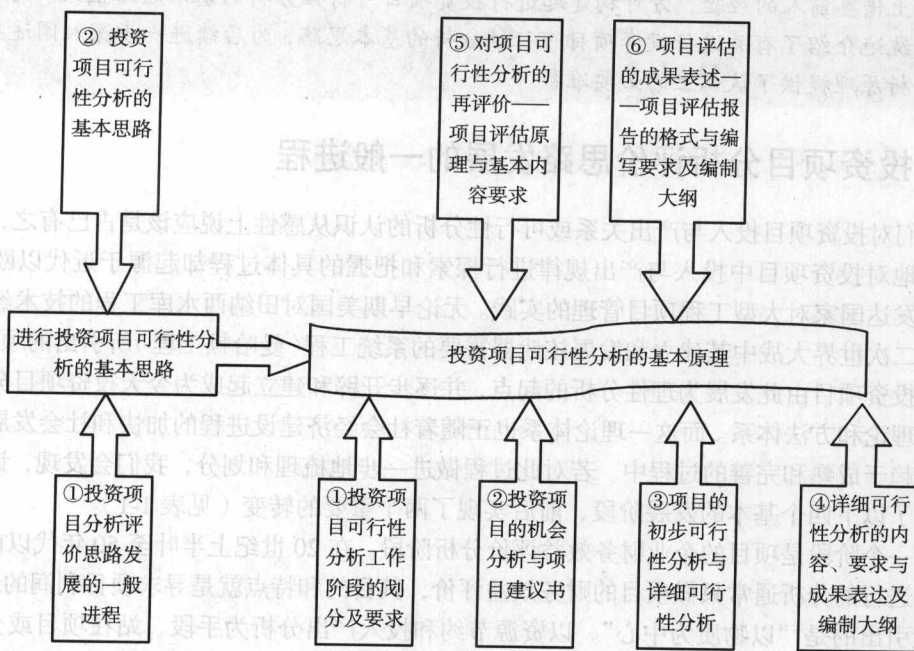 ② 投资
项目可行
性分析的
基本思路
⑤ 对项目可
行性分析的
再评价——
项目评估原
理与基本内
容要求
⑥ 项目评估
的成果表述—
—项目评估报
告的格式与编
写要求及编制
大纲
进行投资项目可行性分
析的基本思路
投资项目可行性分析的基本原理
①投资项
目分析评
价思路发
展的一般
进程
①投资项
目可行性
分析工作
阶段的划
分及要求
②投资项
目的机会
分析与项
目建议书
③项目的
初步可行
性分析与
详细可行
性分析
④详细可行
性分析的内
容、要求与
成果表达及
编制大纲